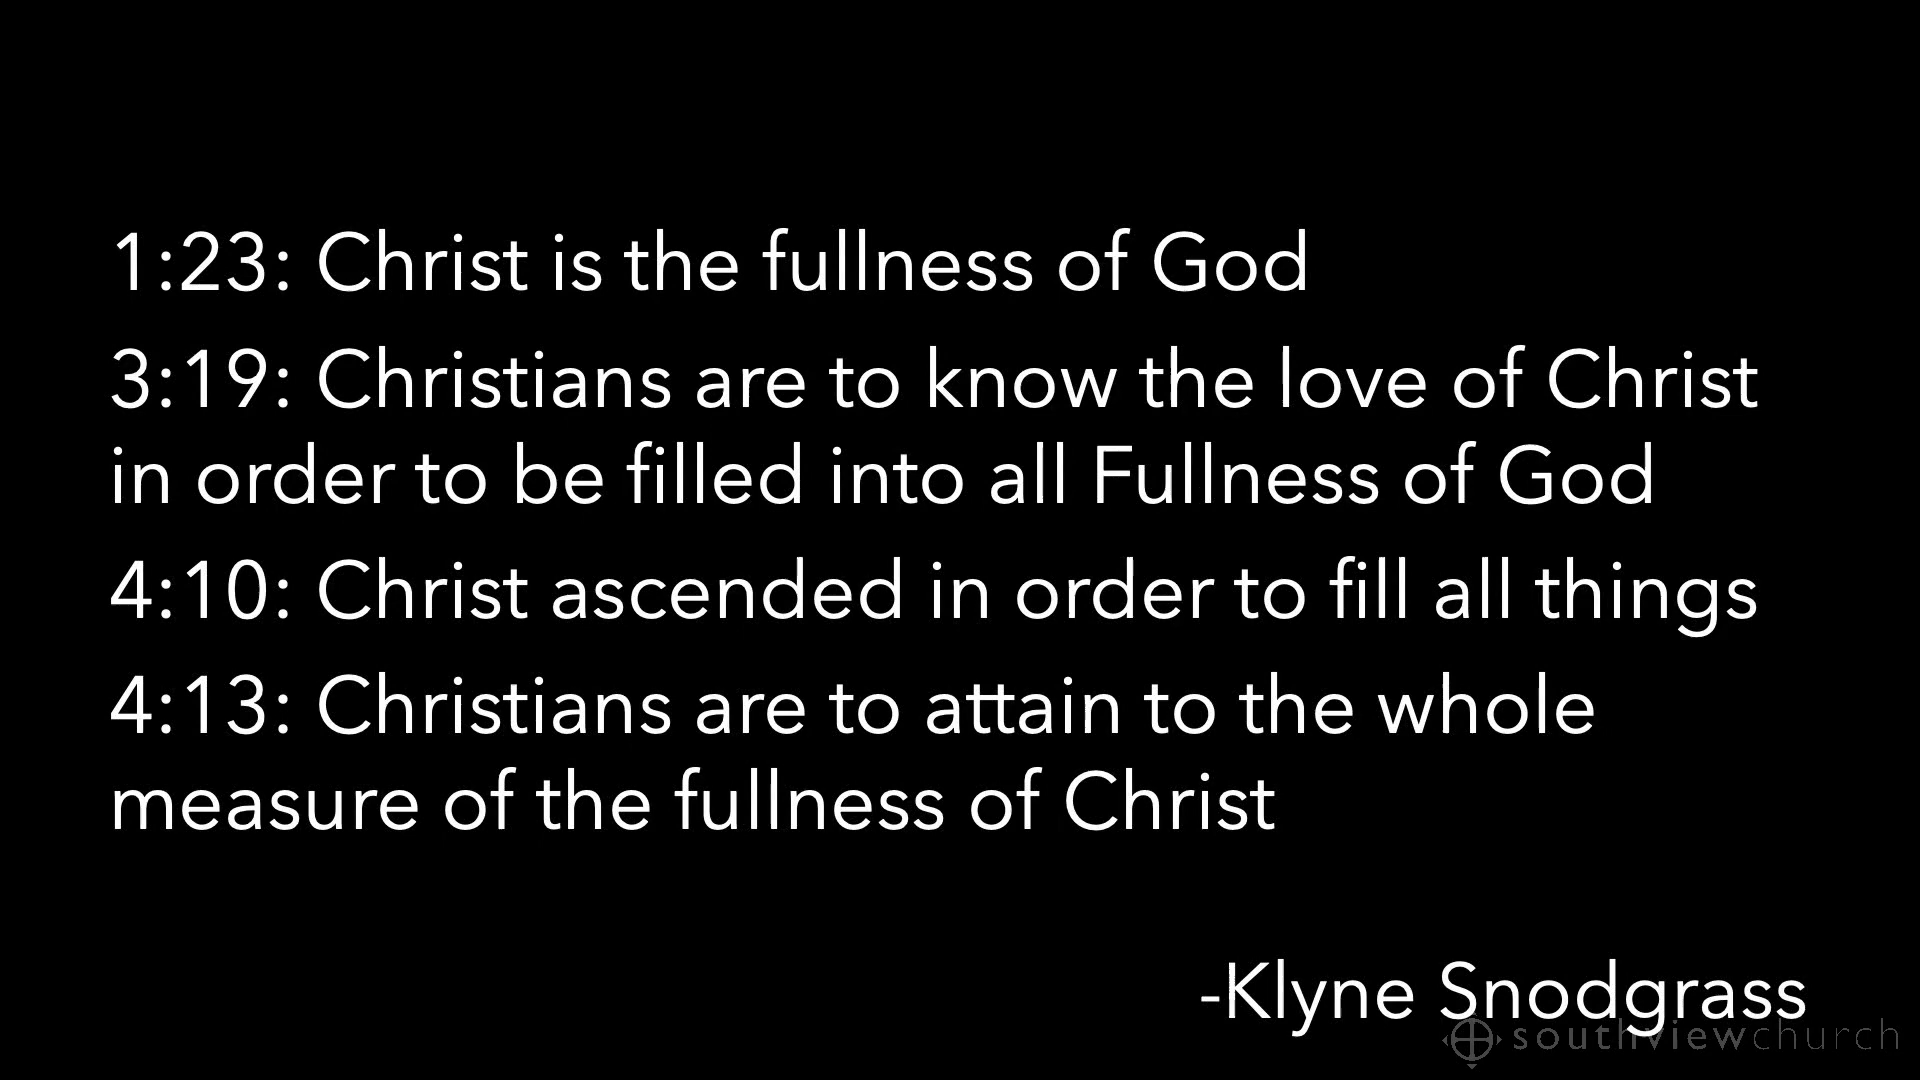 1:23: Christ is the fullness of God
3:19: Christians are to know the love of Christ
in order to be filled into all Fullness of God
4:10: Christ ascended in order to fill all things
4:13: Christians are to attain to the whole
measure of the fullness of Christ
-Klyne Snodgrass
southviewchurch